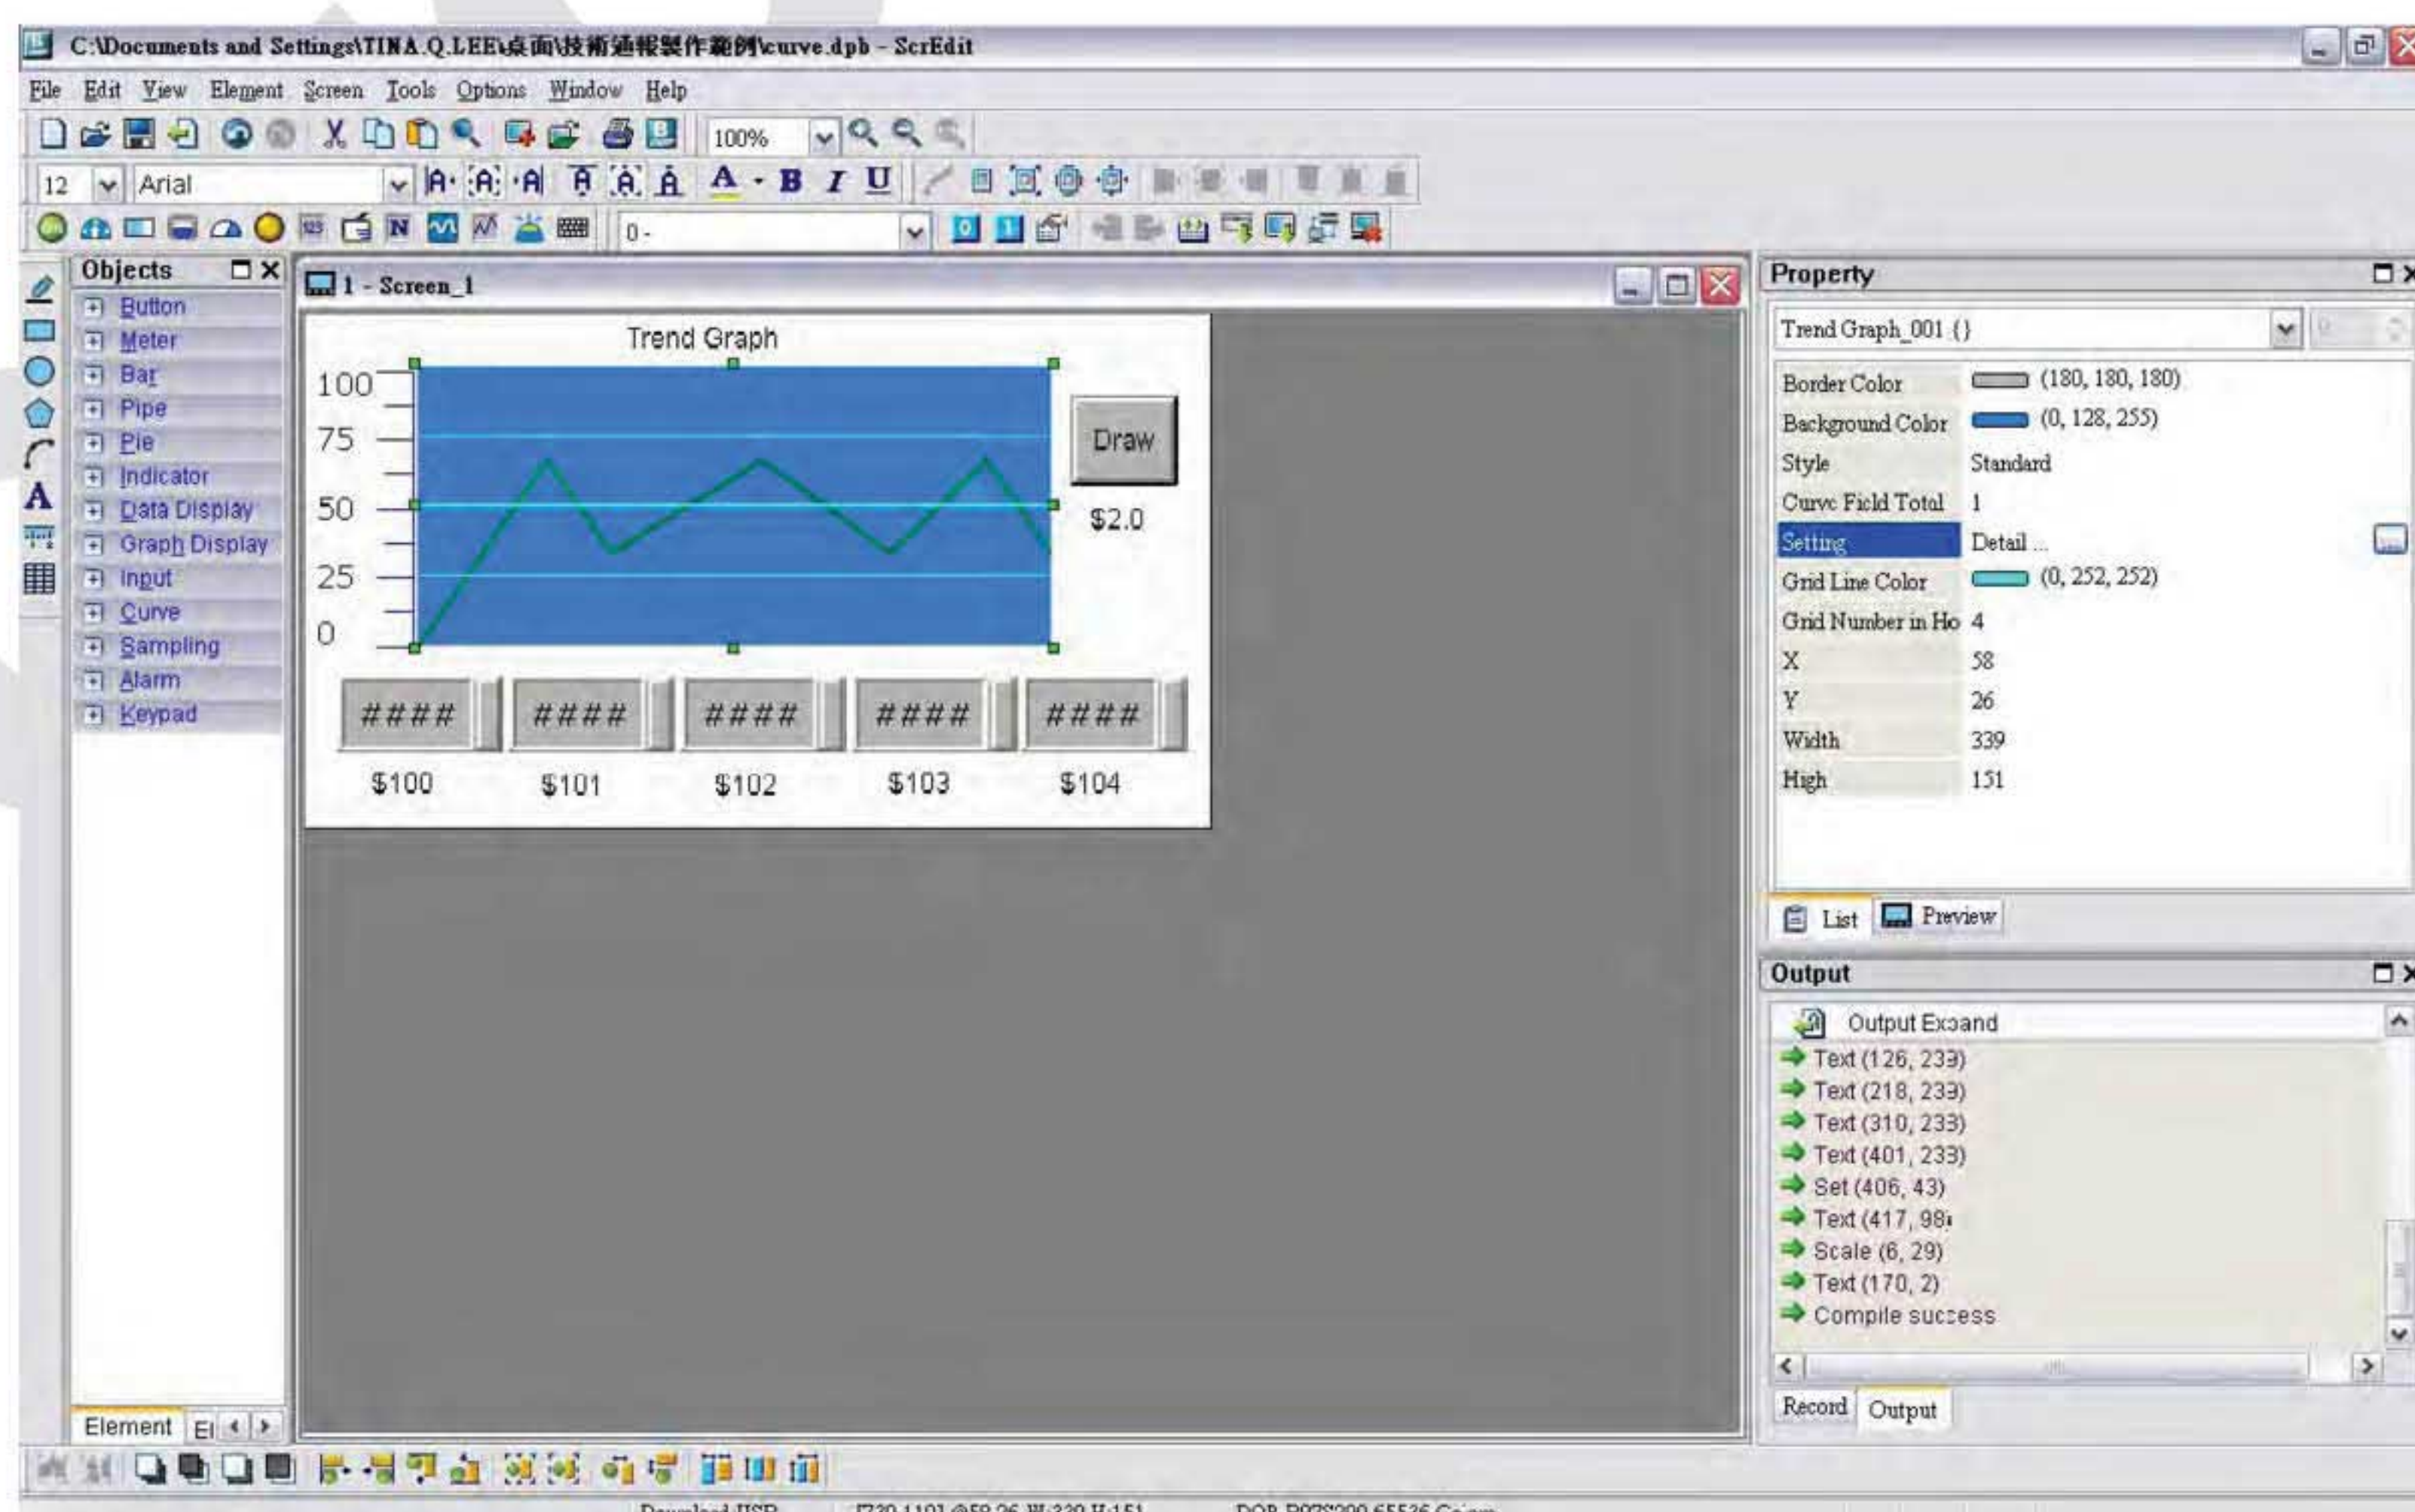 C:\Documents and Settings\TINA.Q.LEE\桌面\技術通報製作範例\curve.dpb - ScrEdit
File Edit View Element Screen Tools Options Window Help
100%
12 Arial
0 -
Objects
Button
Meter
Bar
Pipe
Pie
Indicator
Data Display
Graph Display
Input
Curve
Sampling
Alarm
Keypad
Element El
1 - Screen_1
Trend Graph
100
75
50
25
0
Draw
$2.0
#### #### #### #### ####
$100 $101 $102 $103 $104
Property
Trend Graph_001 {}
Border Color (180, 180, 180)
Background Color (0, 128, 255)
Style Standard
Curve Field Total 1
Setting Detail ...
Grid Line Color (0, 252, 252)
Grid Number in Ho 4
X 58
Y 26
Width 339
High 151
List Preview
Output
Output Expand
Text (126, 233)
Text (218, 233)
Text (310, 233)
Text (401, 233)
Set (406, 43)
Text (417, 98)
Scale (6, 29)
Text (170, 2)
Compile success
Record Output